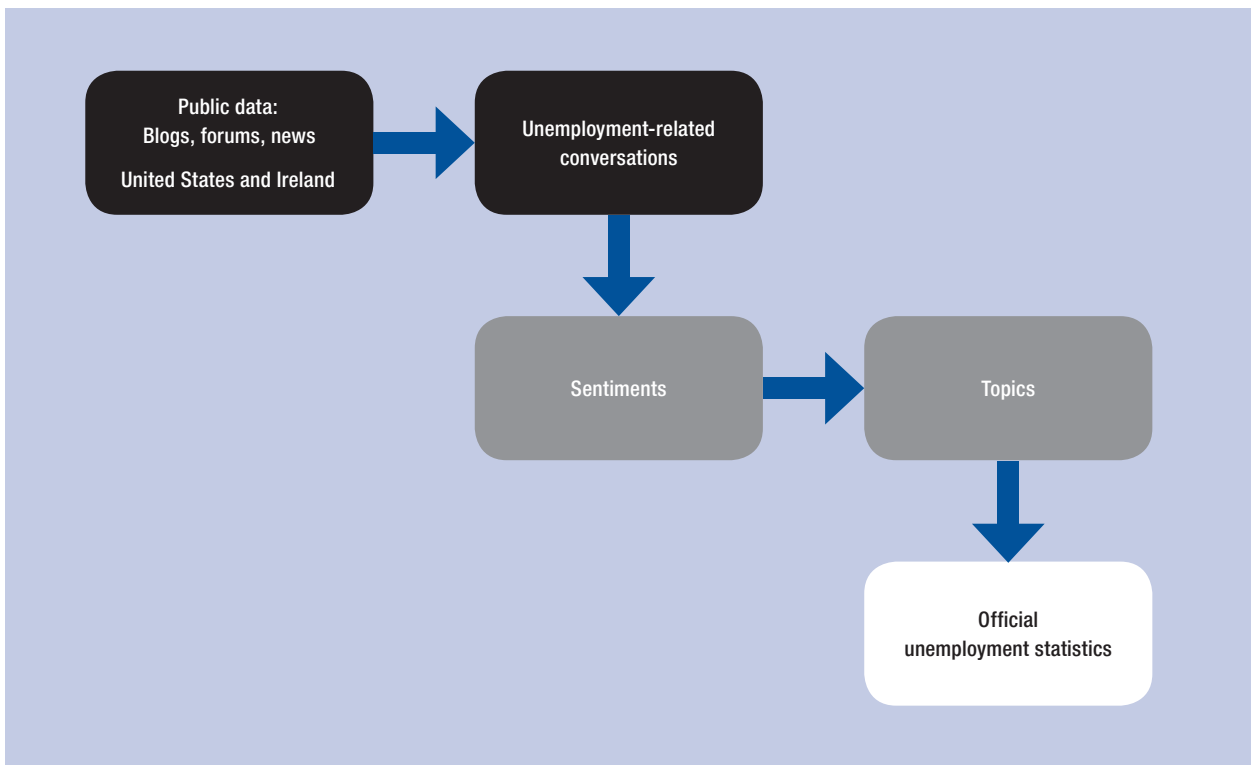 Public data:
Blogs, forums, news
United States and Ireland
Unemployment-related
conversations
Sentiments
Topics
Official
unemployment statistics